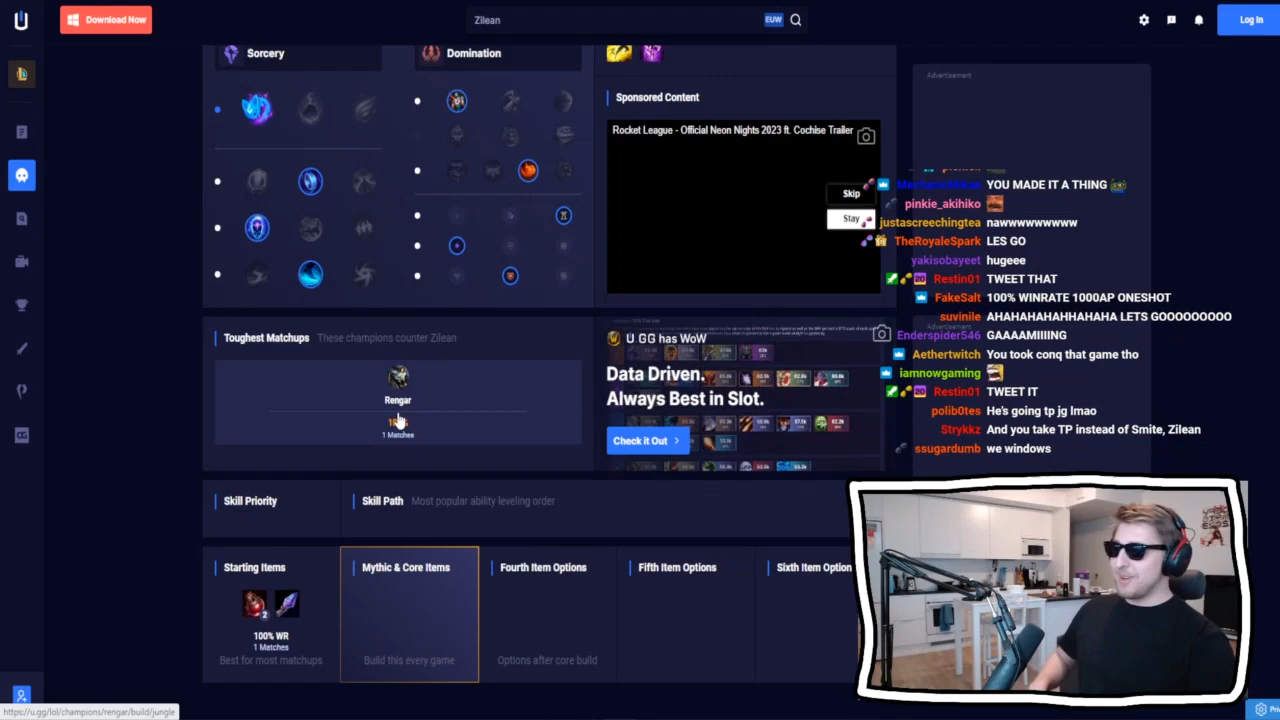 Download Now
Zilean
EUW
Log In
Sorcery
Domination
Sponsored Content
Rocket League - Official Neon Nights 2023 ft. Cochise Trailer
Skip
Stay
Advertisement
YOU MADE IT A THING
pinkie_akihiko
justascreechingtea nawwwwwwwww
TheRoyaleSpark LES GO
yakisobayeet hugeee
Restin01 TWEET THAT
FakeSalt 100% WINRATE 1000AP ONESHOT
suvinile AHAHAHAHAHHAHAHA LETS GOOOOOOOOO
Enderspider546 GAAAAMIIIING
Aethertwitch You took conq that game tho
iamnowgaming
Restin01 TWEET IT
polib0tes He's going tp jg lmao
Strykkz And you take TP instead of Smite, Zilean
ssugardumb we windows
Toughest Matchups These champions counter Zilean
Rengar
1 Matches
U GG has WoW
Data Driven.
Always Best in Slot.
Check it Out
Skill Priority
Skill Path Most popular ability leveling order
Starting Items
100% WR
1 Matches
Best for most matchups
Mythic & Core Items
Build this every game
Fourth Item Options
Options after core build
Fifth Item Options
Sixth Item Option
https://u.gg/lol/champions/rengar/build/jungle
Pri